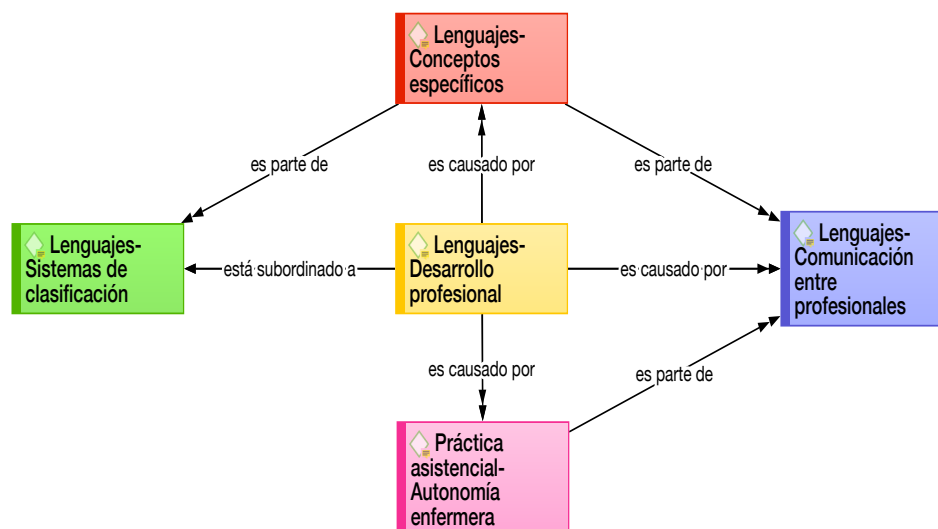 Lenguajes-
Conceptos
específicos
es parte de
es causado por
es parte de
Lenguajes-
Sistemas de
clasificación
está subordinado a
Lenguajes-
Desarrollo
profesional
es causado por
Lenguajes-
Comunicación
entre
profesionales
es causado por
es parte de
Práctica
asistencial-
Autonomía
enfermera